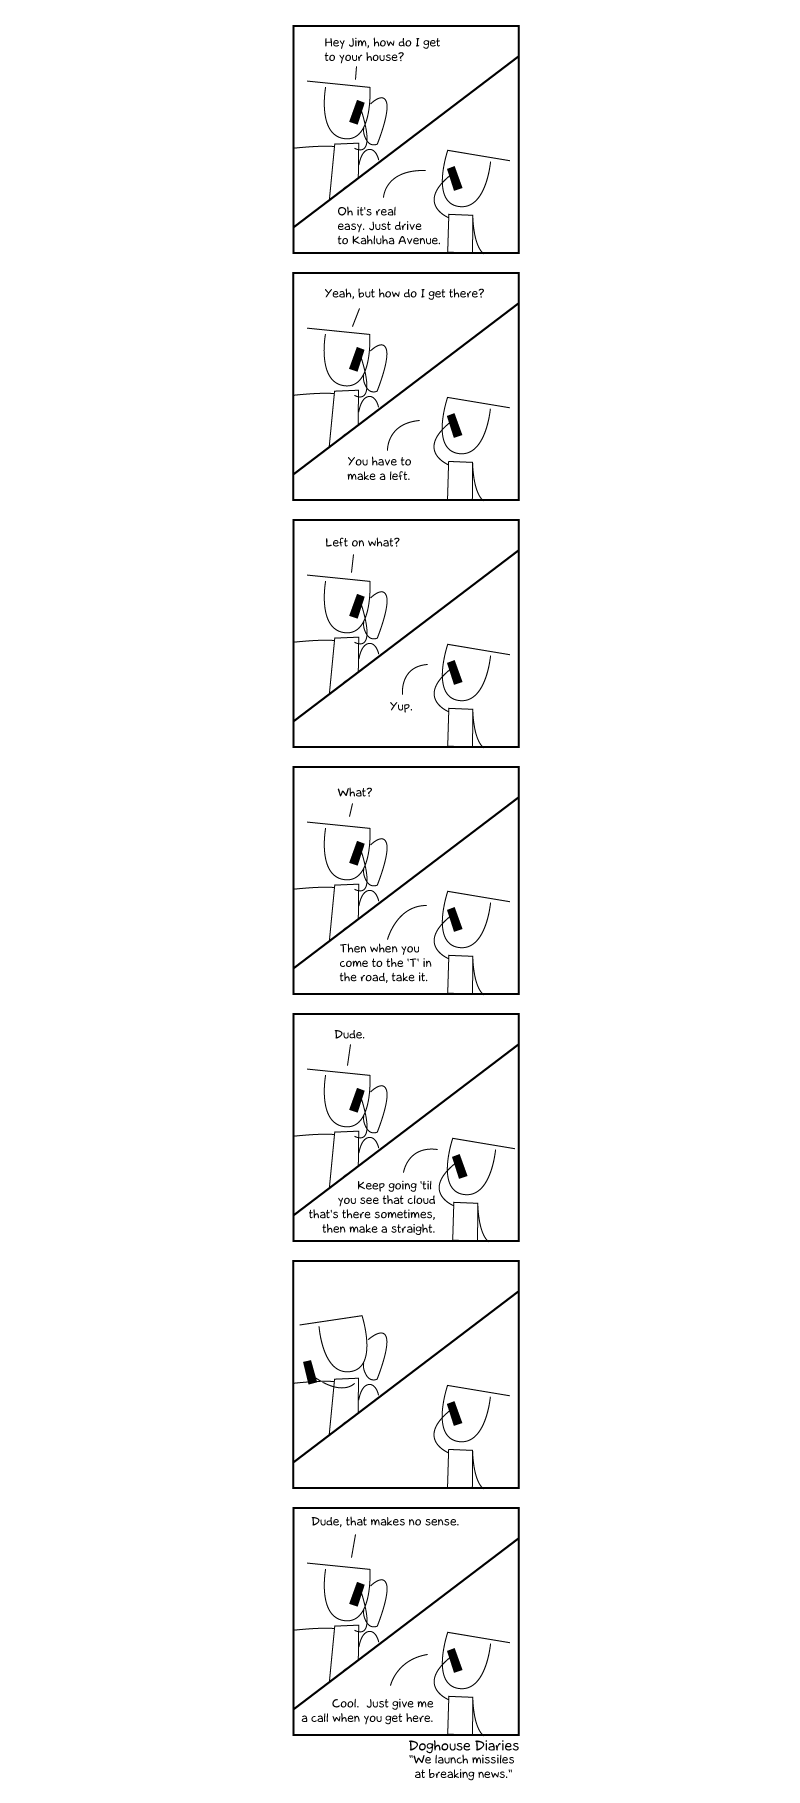 Hey Jim, how do I get
to your house?
Oh it's real
easy. Just drive
to Kahluha Avenue.
Yeah, but how do I get there?
You have to
make a left.
Left on what?
Yup.
What?
Then when you
come to the 'T' in
the road, take it.
Dude.
Keep going 'til
you see that cloud
that's there sometimes,
then make a straight.
Dude, that makes no sense.
Cool. Just give me
a call when you get here.
Doghouse Diaries
"We launch missiles
at breaking news."